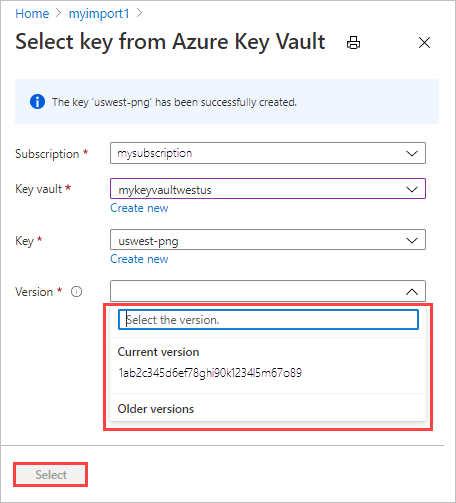 Home > myimport1 >
Select key from Azure Key Vault
The key 'uswest-png' has been successfully created.
Subscription * mysubscription
Key vault * mykeyvaultwestus
Create new
Key * uswest-png
Create new
Version *
Select the version.
Current version
1ab2c345d6ef78ghi90k1234l5m67o89
Older versions
Select